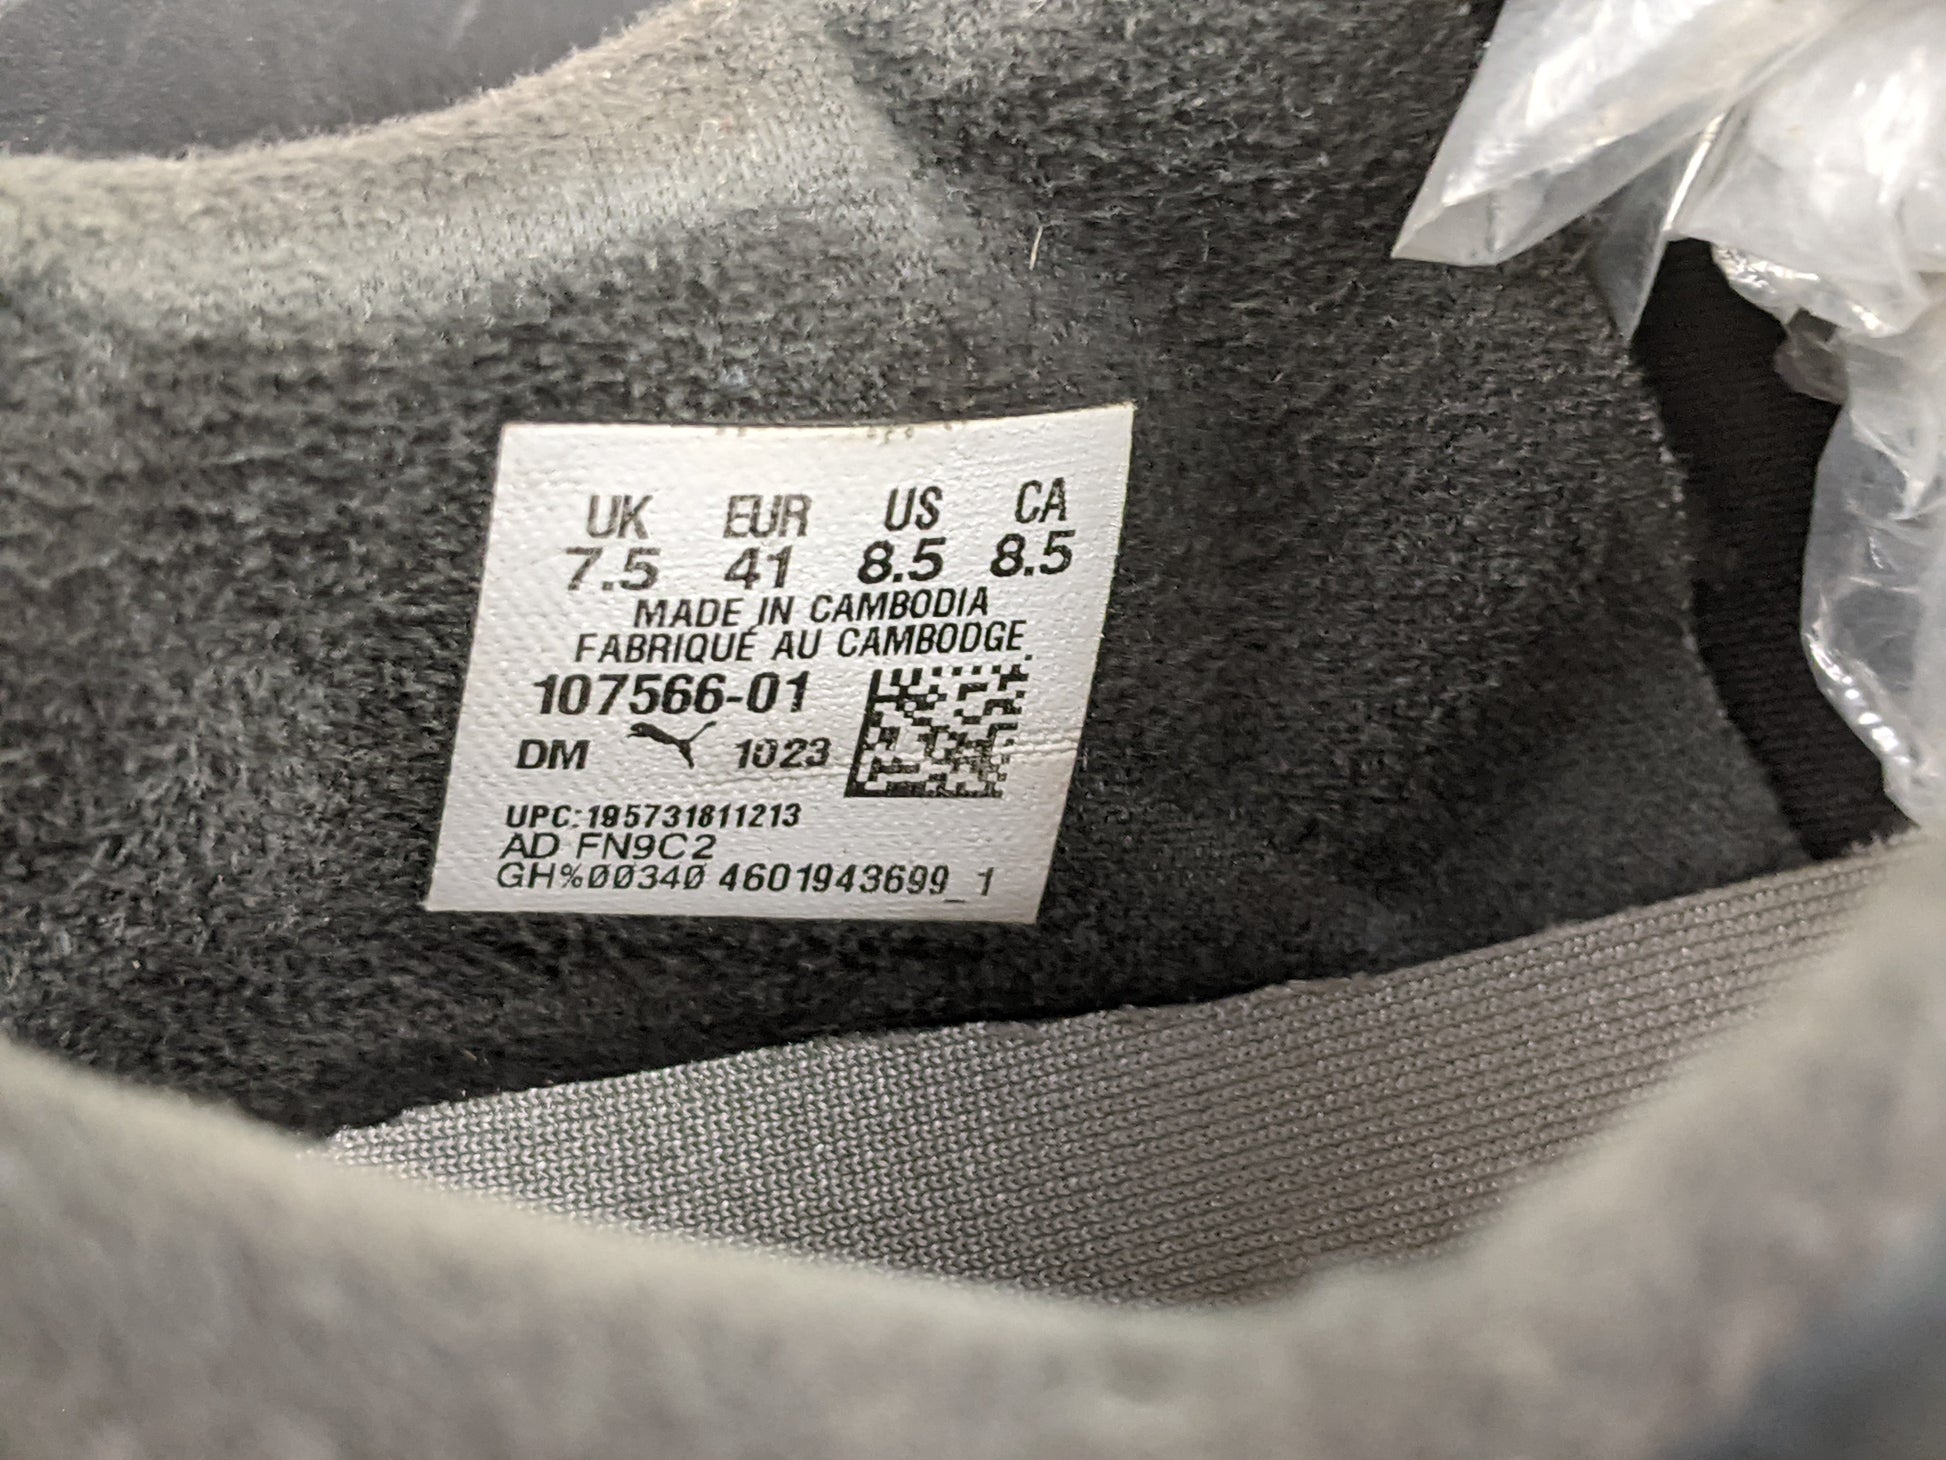 UK EUR US CA
7.5 41 8.5 8.5
MADE IN CAMBODIA
FABRIQUÉ AU CAMBODGE
107566-01
DM 1023
UPC:195731811213
AD FN9C2
GH%00340 4601943699_1